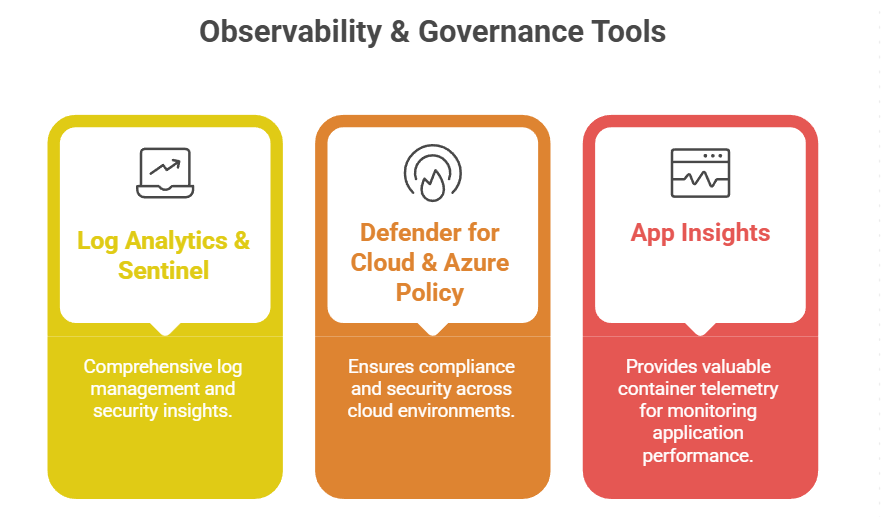 Observability & Governance Tools
Log Analytics &
Sentinel
Comprehensive log
management and
security insights.
Defender for
Cloud & Azure
Policy
Ensures compliance
and security across
cloud environments.
App Insights
Provides valuable
container telemetry
for monitoring
application
performance.